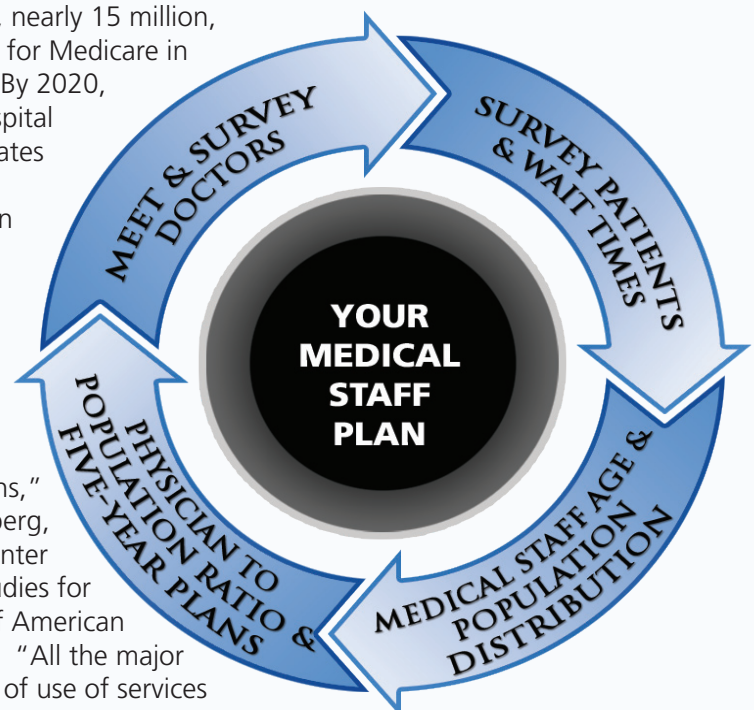 , nearly 15 million,
for Medicare in
By 2020,
spital
ates
n
ns,”
berg,
nter
udies for
f American
“All the major
of use of services
MEET & SURVEY
DOCTORS
SURVEY PATIENTS
& WAIT TIMES
MEDICAL STAFF AGE &
POPULATION
DISTRIBUTION
PHYSICIAN TO
POPULATION RATIO &
FIVE-YEAR PLANS
YOUR
MEDICAL
STAFF
PLAN